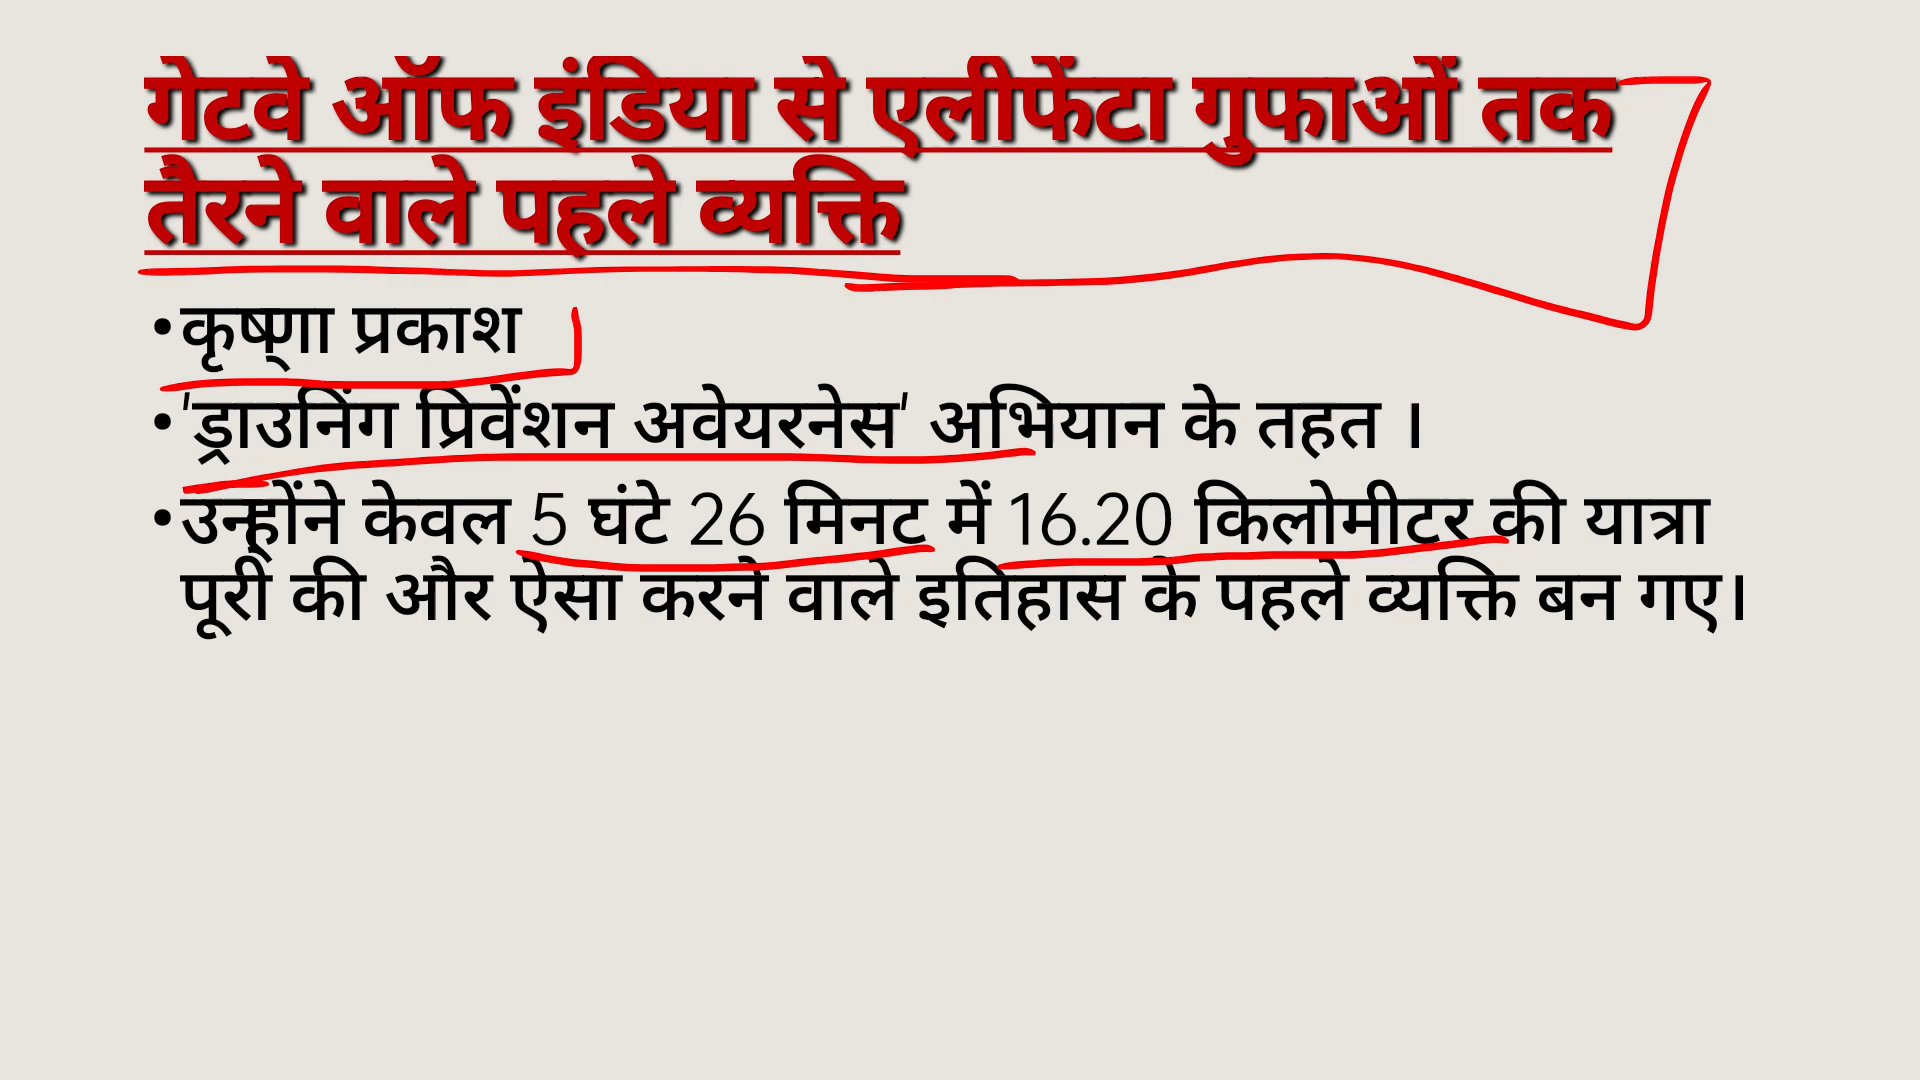 गेटवे ऑफ इंडिया से एलीफेंटा गुफाओं तक
तैरने वाले पहले व्यक्ति
•कृष्णा प्रकाश
•'ड्राउनिंग प्रिवेंशन अवेयरनेस' अभियान के तहत ।
•उन्होंने केवल 5 घंटे 26 मिनट में 16.20 किलोमीटर की यात्रा
पूरी की और ऐसा करने वाले इतिहास के पहले व्यक्ति बन गए।